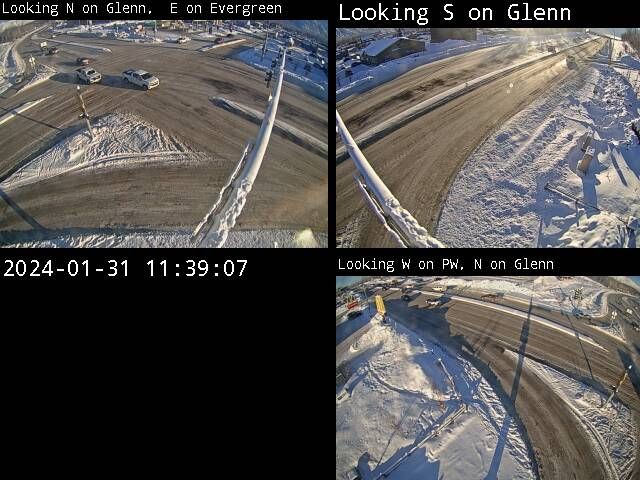 Looking N on Glenn, E on Evergreen
Looking S on Glenn
2024-01-31 11:39:07
Looking W on PW, N on Glenn